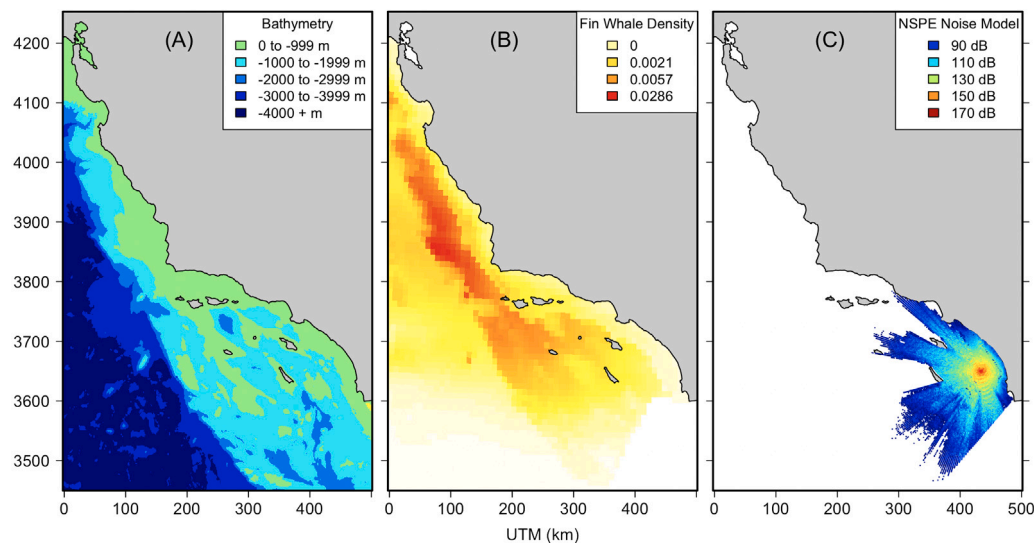 (A)
Bathymetry
0 to -999 m
-1000 to -1999 m
-2000 to -2999 m
-3000 to -3999 m
-4000 + m
(B)
Fin Whale Density
0
0.0021
0.0057
0.0286
(C)
NSPE Noise Model
90 dB
110 dB
130 dB
150 dB
170 dB
4200
4100
4000
3900
3800
3700
3600
3500
0 100 200 300 400
0 100 200 300 400
0 100 200 300 400 500
UTM (km)